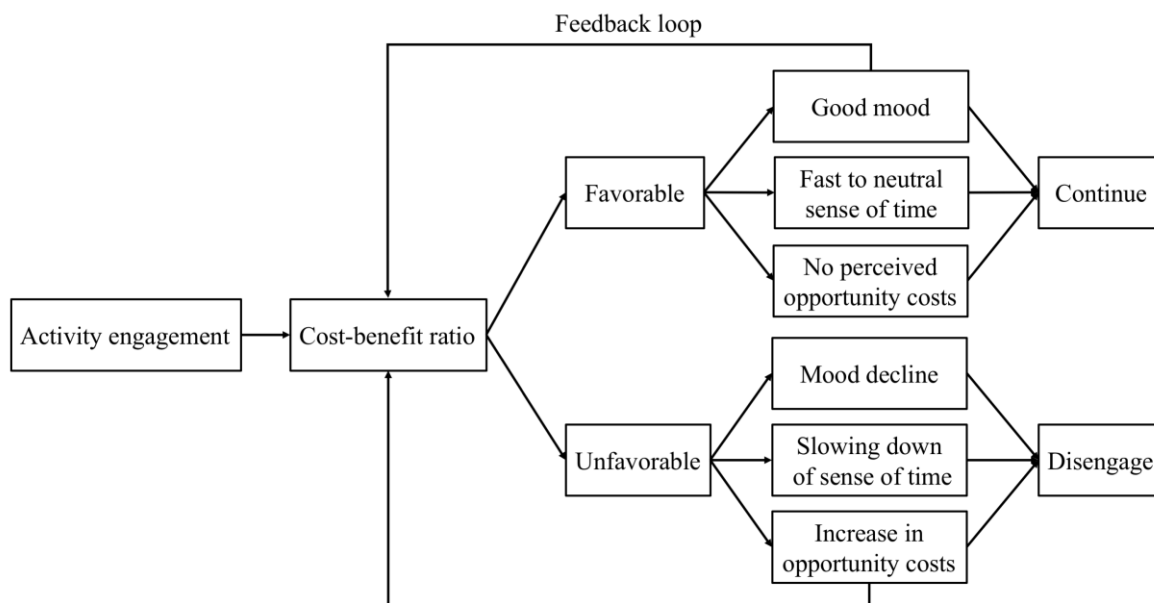 Feedback loop
Good mood
Favorable
Fast to neutral
sense of time
Continue
No perceived
opportunity costs
Activity engagement
Cost-benefit ratio
Mood decline
Unfavorable
Slowing down
of sense of time
Disengage
Increase in
opportunity costs